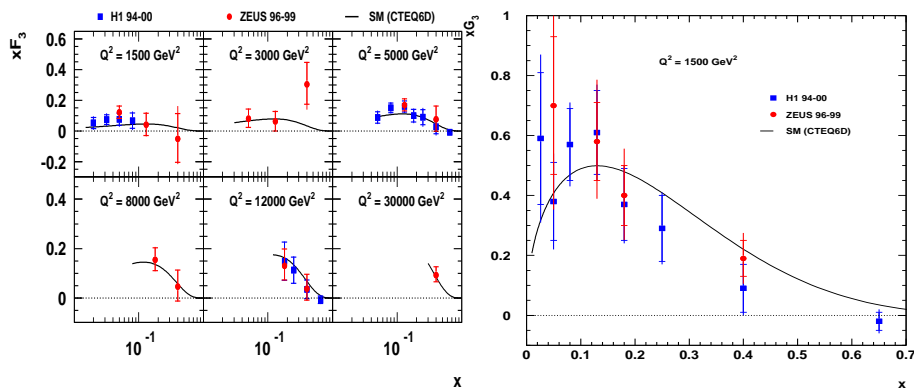 H1 94-00 ZEUS 96-99 SM (CTEQ6D)
xF₃
Q² = 1500 GeV² Q² = 3000 GeV² Q² = 5000 GeV²
0.6
0.4
0.2
0
-0.2
Q² = 8000 GeV² Q² = 12000 GeV² Q² = 30000 GeV²
0.4
0.2
0
10⁻¹ 10⁻¹ 10⁻¹
x
xG₃
1
0.8
0.6
0.4
0.2
0
Q² = 1500 GeV²
H1 94-00
ZEUS 96-99
SM (CTEQ6D)
0 0.1 0.2 0.3 0.4 0.5 0.6 0.7
x